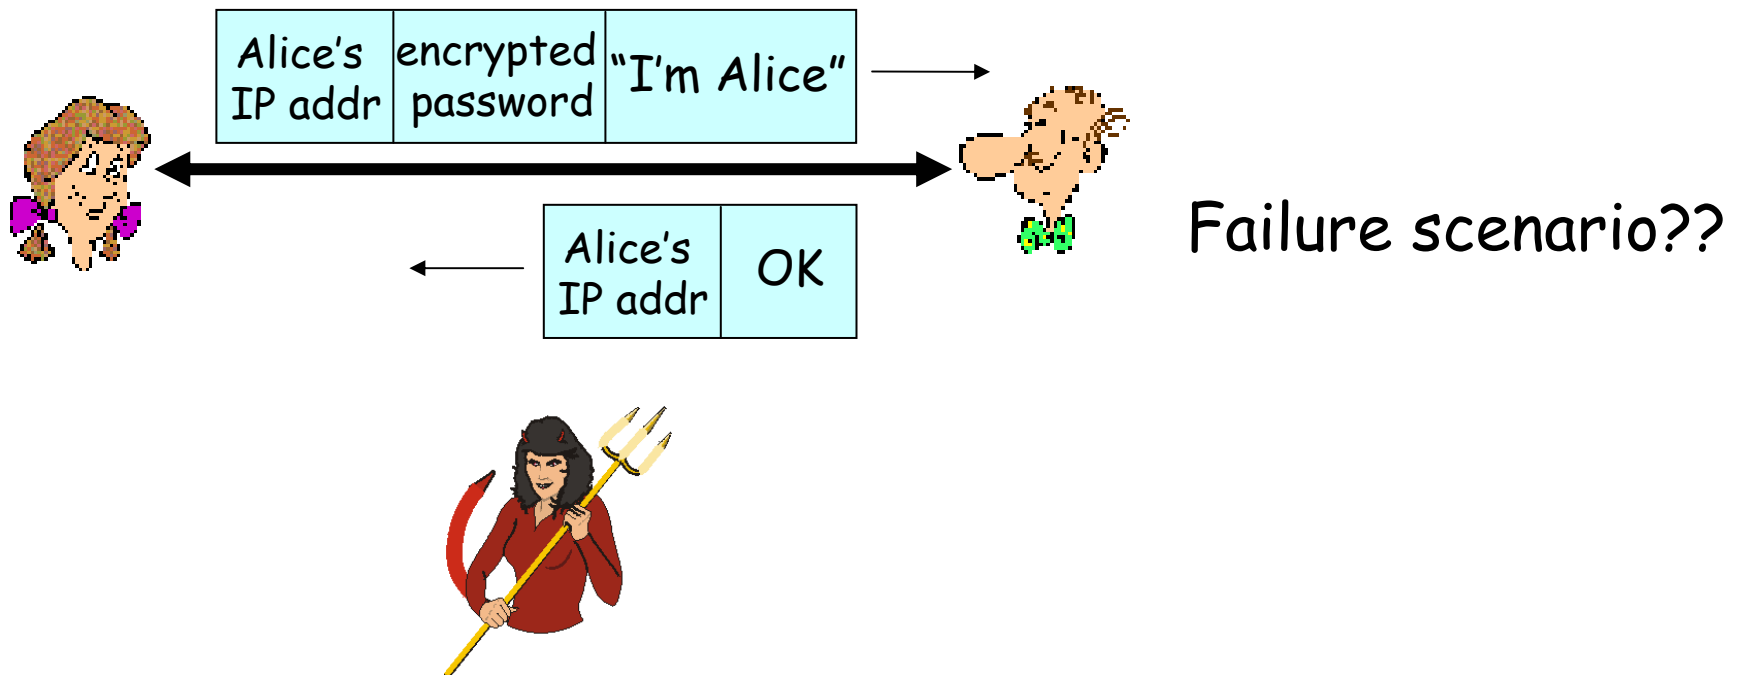 Alice’s
IP addr
encrypted
password
“I’m Alice”
Alice’s
IP addr
OK
Failure scenario??